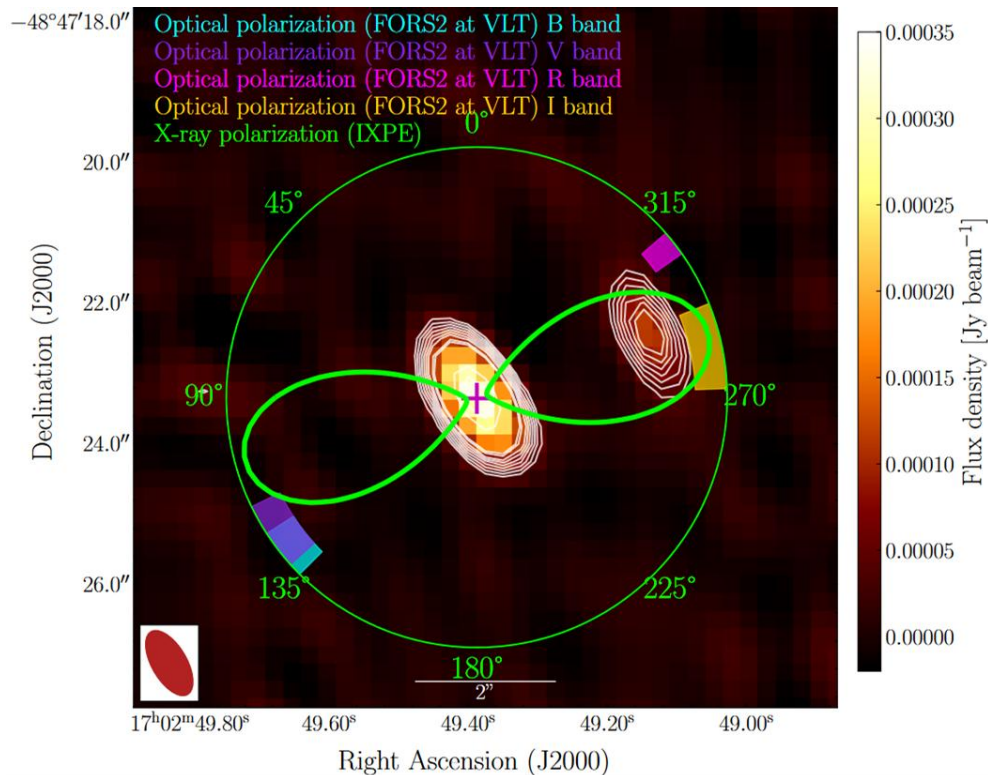 −48°47′18.0″
Optical polarization (FORS2 at VLT) B band
Optical polarization (FORS2 at VLT) V band
Optical polarization (FORS2 at VLT) R band
Optical polarization (FORS2 at VLT) I band
X-ray polarization (IXPE)
0°
45°
315°
90°
270°
135°
225°
180°
2″
20.0″
22.0″
24.0″
26.0″
Declination (J2000)
17ʰ02ᵐ49.80ˢ
49.60ˢ
49.40ˢ
49.20ˢ
49.00ˢ
Right Ascension (J2000)
0.00035
0.00030
0.00025
0.00020
0.00015
0.00010
0.00005
0.00000
Flux density [Jy beam⁻¹]